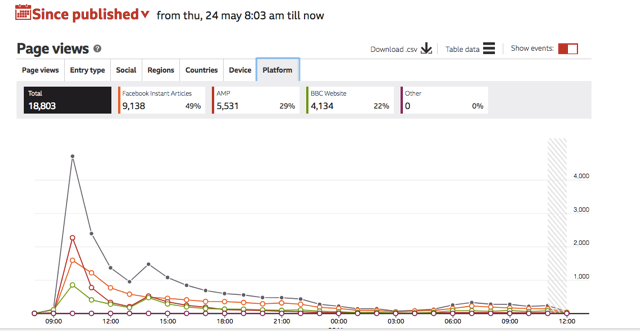 Since published from thu, 24 may 8:03 am till now
Page views ? Download .csv Table data Show events:
Page views Entry type Social Regions Countries Device Platform
Total Facebook Instant Articles AMP BBC Website Other
18,803 9,138 49% 5,531 29% 4,134 22% 0 0%
4,000
3,000
2,000
1,000
09:00 12:00 15:00 18:00 21:00 00:00 03:00 06:00 09:00 12:00